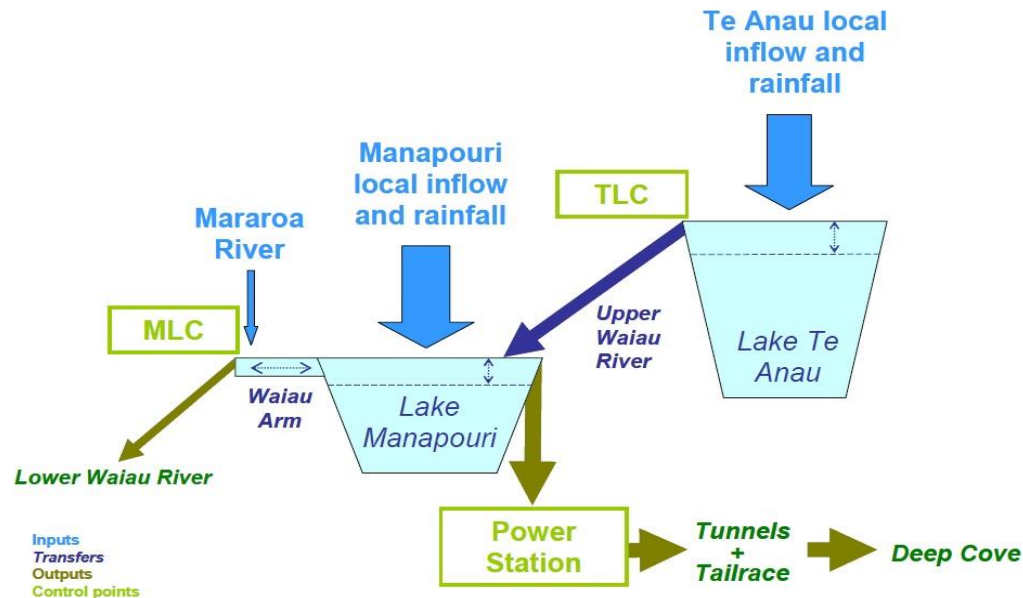 Te Anau local
inflow and
rainfall
Manapouri
local inflow
and rainfall
TLC
Mararoa
River
MLC
Upper
Waiau
River
Lake Te
Anau
Waiau
Arm
Lake
Manapouri
Lower Waiau River
Power
Station
Tunnels
+
Tailrace
Deep Cove
Inputs
Transfers
Outputs
Control points